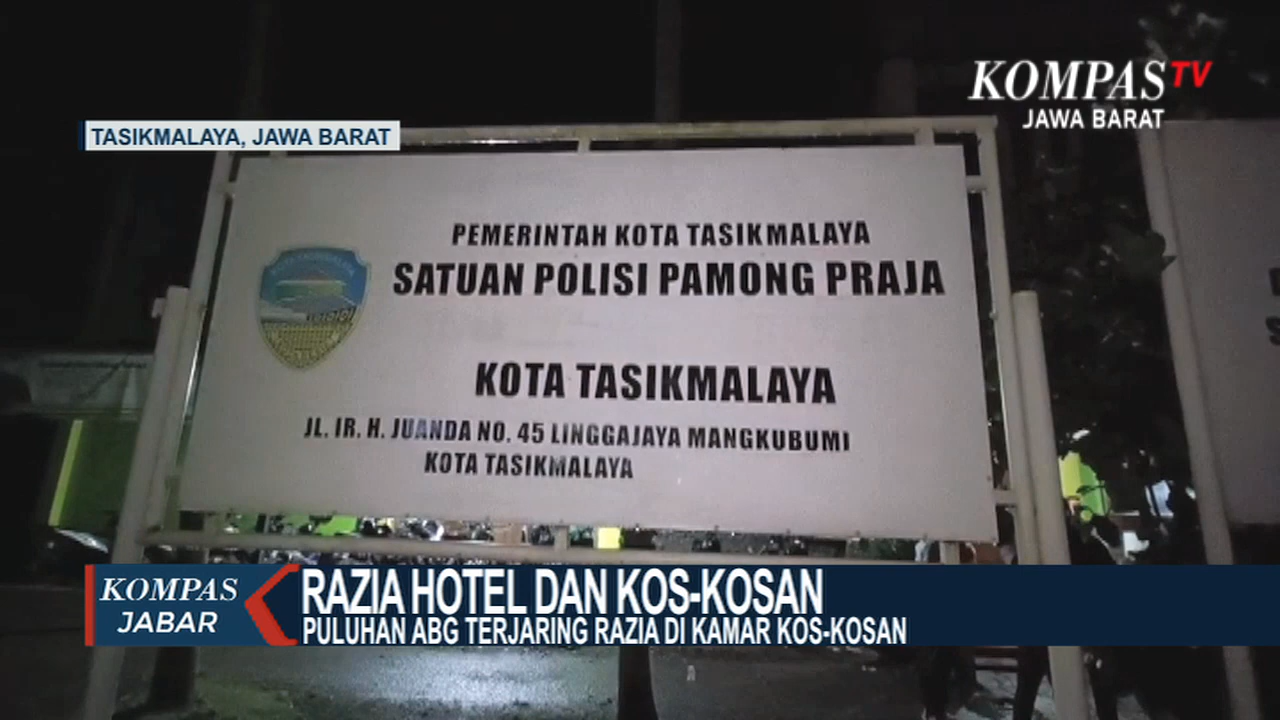 KOMPAS TV
JAWA BARAT
TASIKMALAYA, JAWA BARAT
PEMERINTAH KOTA TASIKMALAYA
SATUAN POLISI PAMONG PRAJA
KOTA TASIKMALAYA
JL. IR. H. JUANDA NO. 45 LINGGAJAYA MANGKUBUMI
KOTA TASIKMALAYA
KOMPAS
JABAR
RAZIA HOTEL DAN KOS-KOSAN
PULUHAN ABG TERJARING RAZIA DI KAMAR KOS-KOSAN